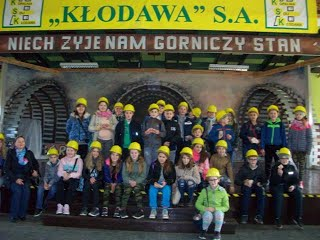 „KŁODAWA" S.A.
NIECH ŻYJE NAM GÓRNICZY STAN